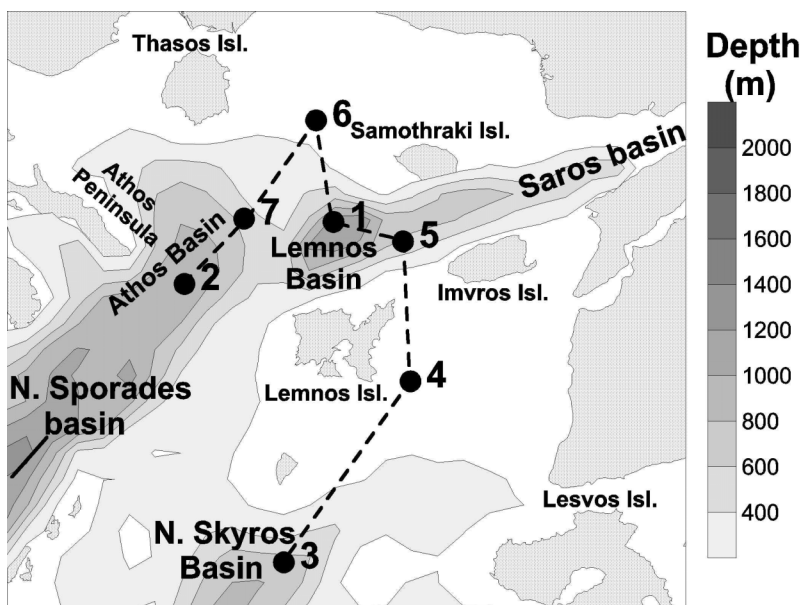 Thasos Isl.
Depth
(m)
6
Samothraki Isl.
Athos
Peninsula
Saros basin
Athos Basin
7
1
5
Lemnos
Basin
2
Imvros Isl.
N. Sporades
basin
Lemnos Isl.
4
Lesvos Isl.
N. Skyros
Basin
3
2000
1800
1600
1400
1200
1000
800
600
400